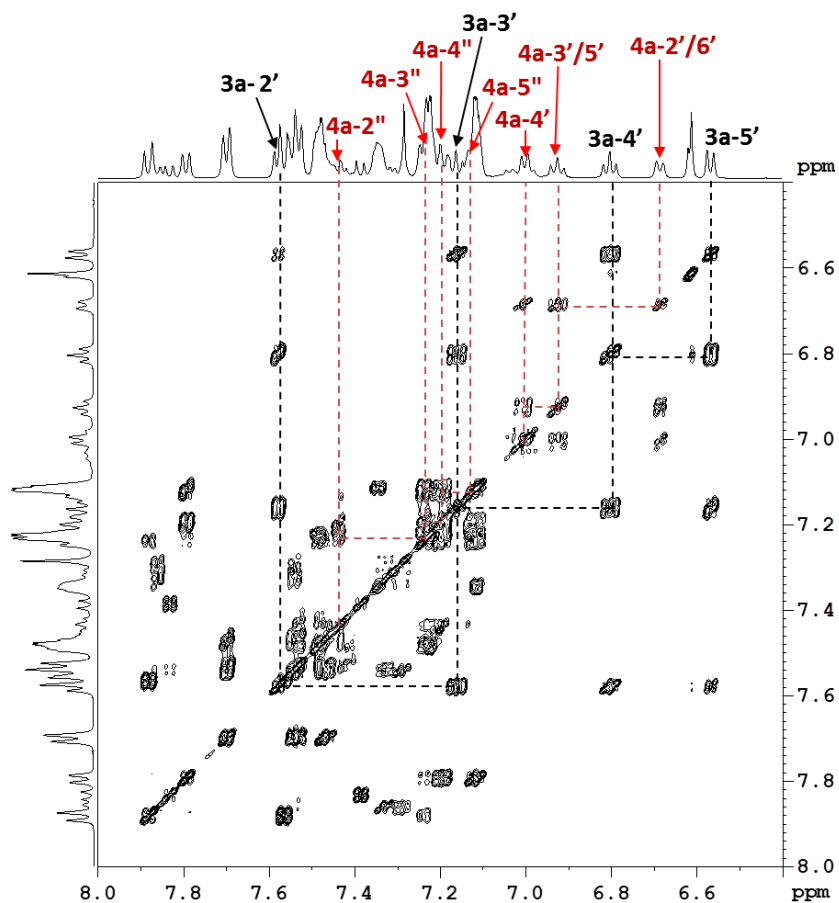 3a-3'
4a-4"
4a-3'/5'
4a-2'/6'
3a-2'
4a-3"
4a-5"
4a-2"
4a-4'
3a-4'
3a-5'
ppm
ppm
6.6
6.8
7.0
7.2
7.4
7.6
7.8
8.0
8.0 7.8 7.6 7.4 7.2 7.0 6.8 6.6 ppm